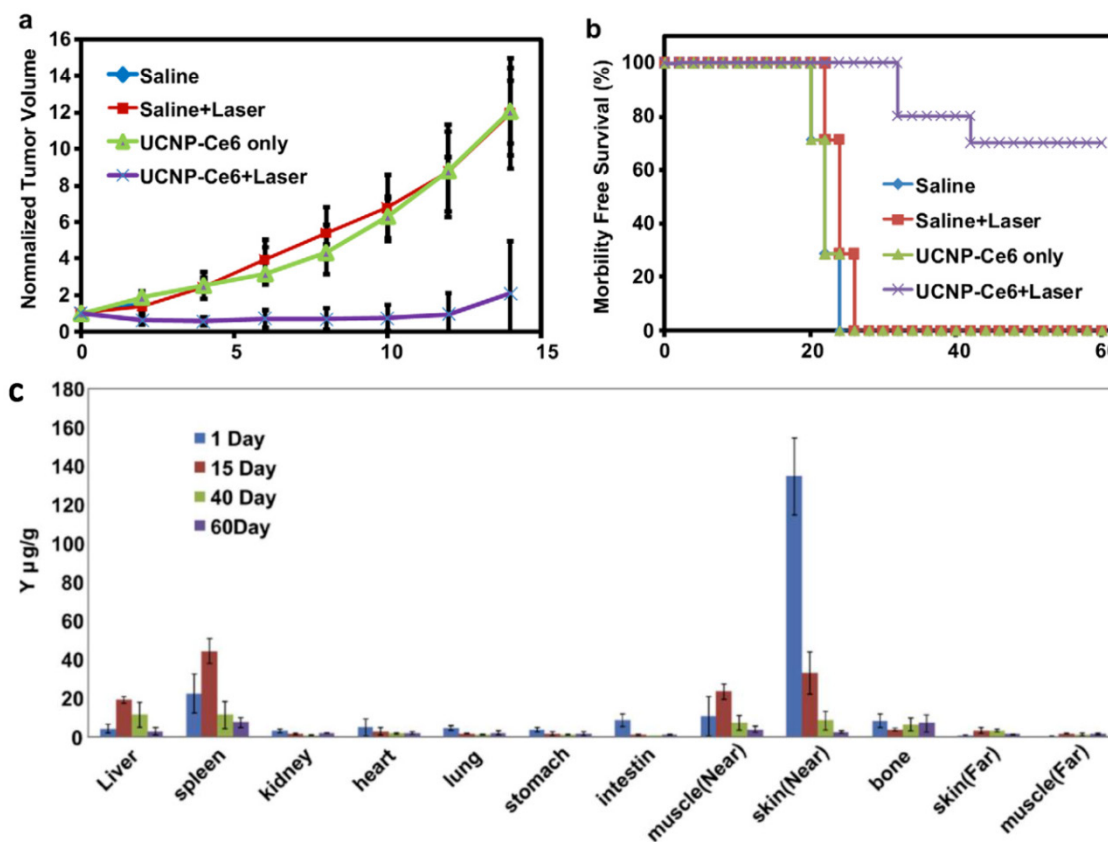 a
16
14
12
10
8
6
4
2
0
Nomnalized Tumor Volume
Saline
Saline+Laser
UCNP-Ce6 only
UCNP-Ce6+Laser
0 5 10 15
b
100
80
60
40
20
0
Morbility Free Survival (%)
Saline
Saline+Laser
UCNP-Ce6 only
UCNP-Ce6+Laser
0 20 40
c
180
160
140
120
100
80
60
40
20
0
Y µg/g
1 Day
15 Day
40 Day
60Day
Liver
spleen
kidney
heart
lung
stomach
intestin
muscle(Near)
skin(Near)
bone
skin(Far)
muscle(Far)